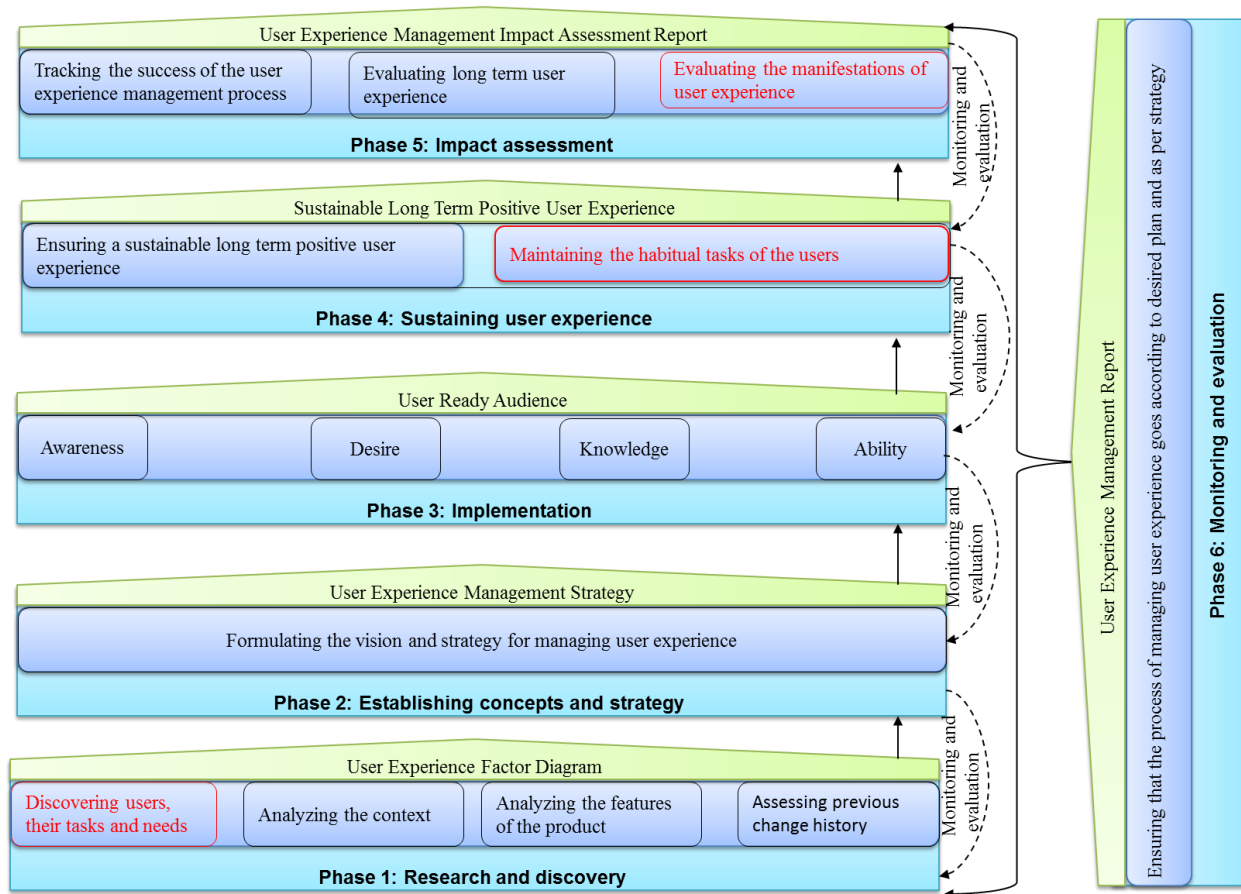 User Experience Management Impact Assessment Report
Tracking the success of the user
experience management process
Evaluating long term user
experience
Evaluating the manifestations of
user experience
Phase 5: Impact assessment
Monitoring and
evaluation
Sustainable Long Term Positive User Experience
Ensuring a sustainable long term positive user
experience
Maintaining the habitual tasks of the users
Phase 4: Sustaining user experience
Monitoring and
evaluation
User Ready Audience
Awareness
Desire
Knowledge
Ability
Phase 3: Implementation
Monitoring and
evaluation
User Experience Management Strategy
Formulating the vision and strategy for managing user experience
Phase 2: Establishing concepts and strategy
Monitoring and
evaluation
User Experience Factor Diagram
Discovering users,
their tasks and needs
Analyzing the context
Analyzing the features
of the product
Assessing previous
change history
Phase 1: Research and discovery
User Experience Management Report
Ensuring that the process of managing user experience goes according to desired plan and as per strategy
Phase 6: Monitoring and evaluation